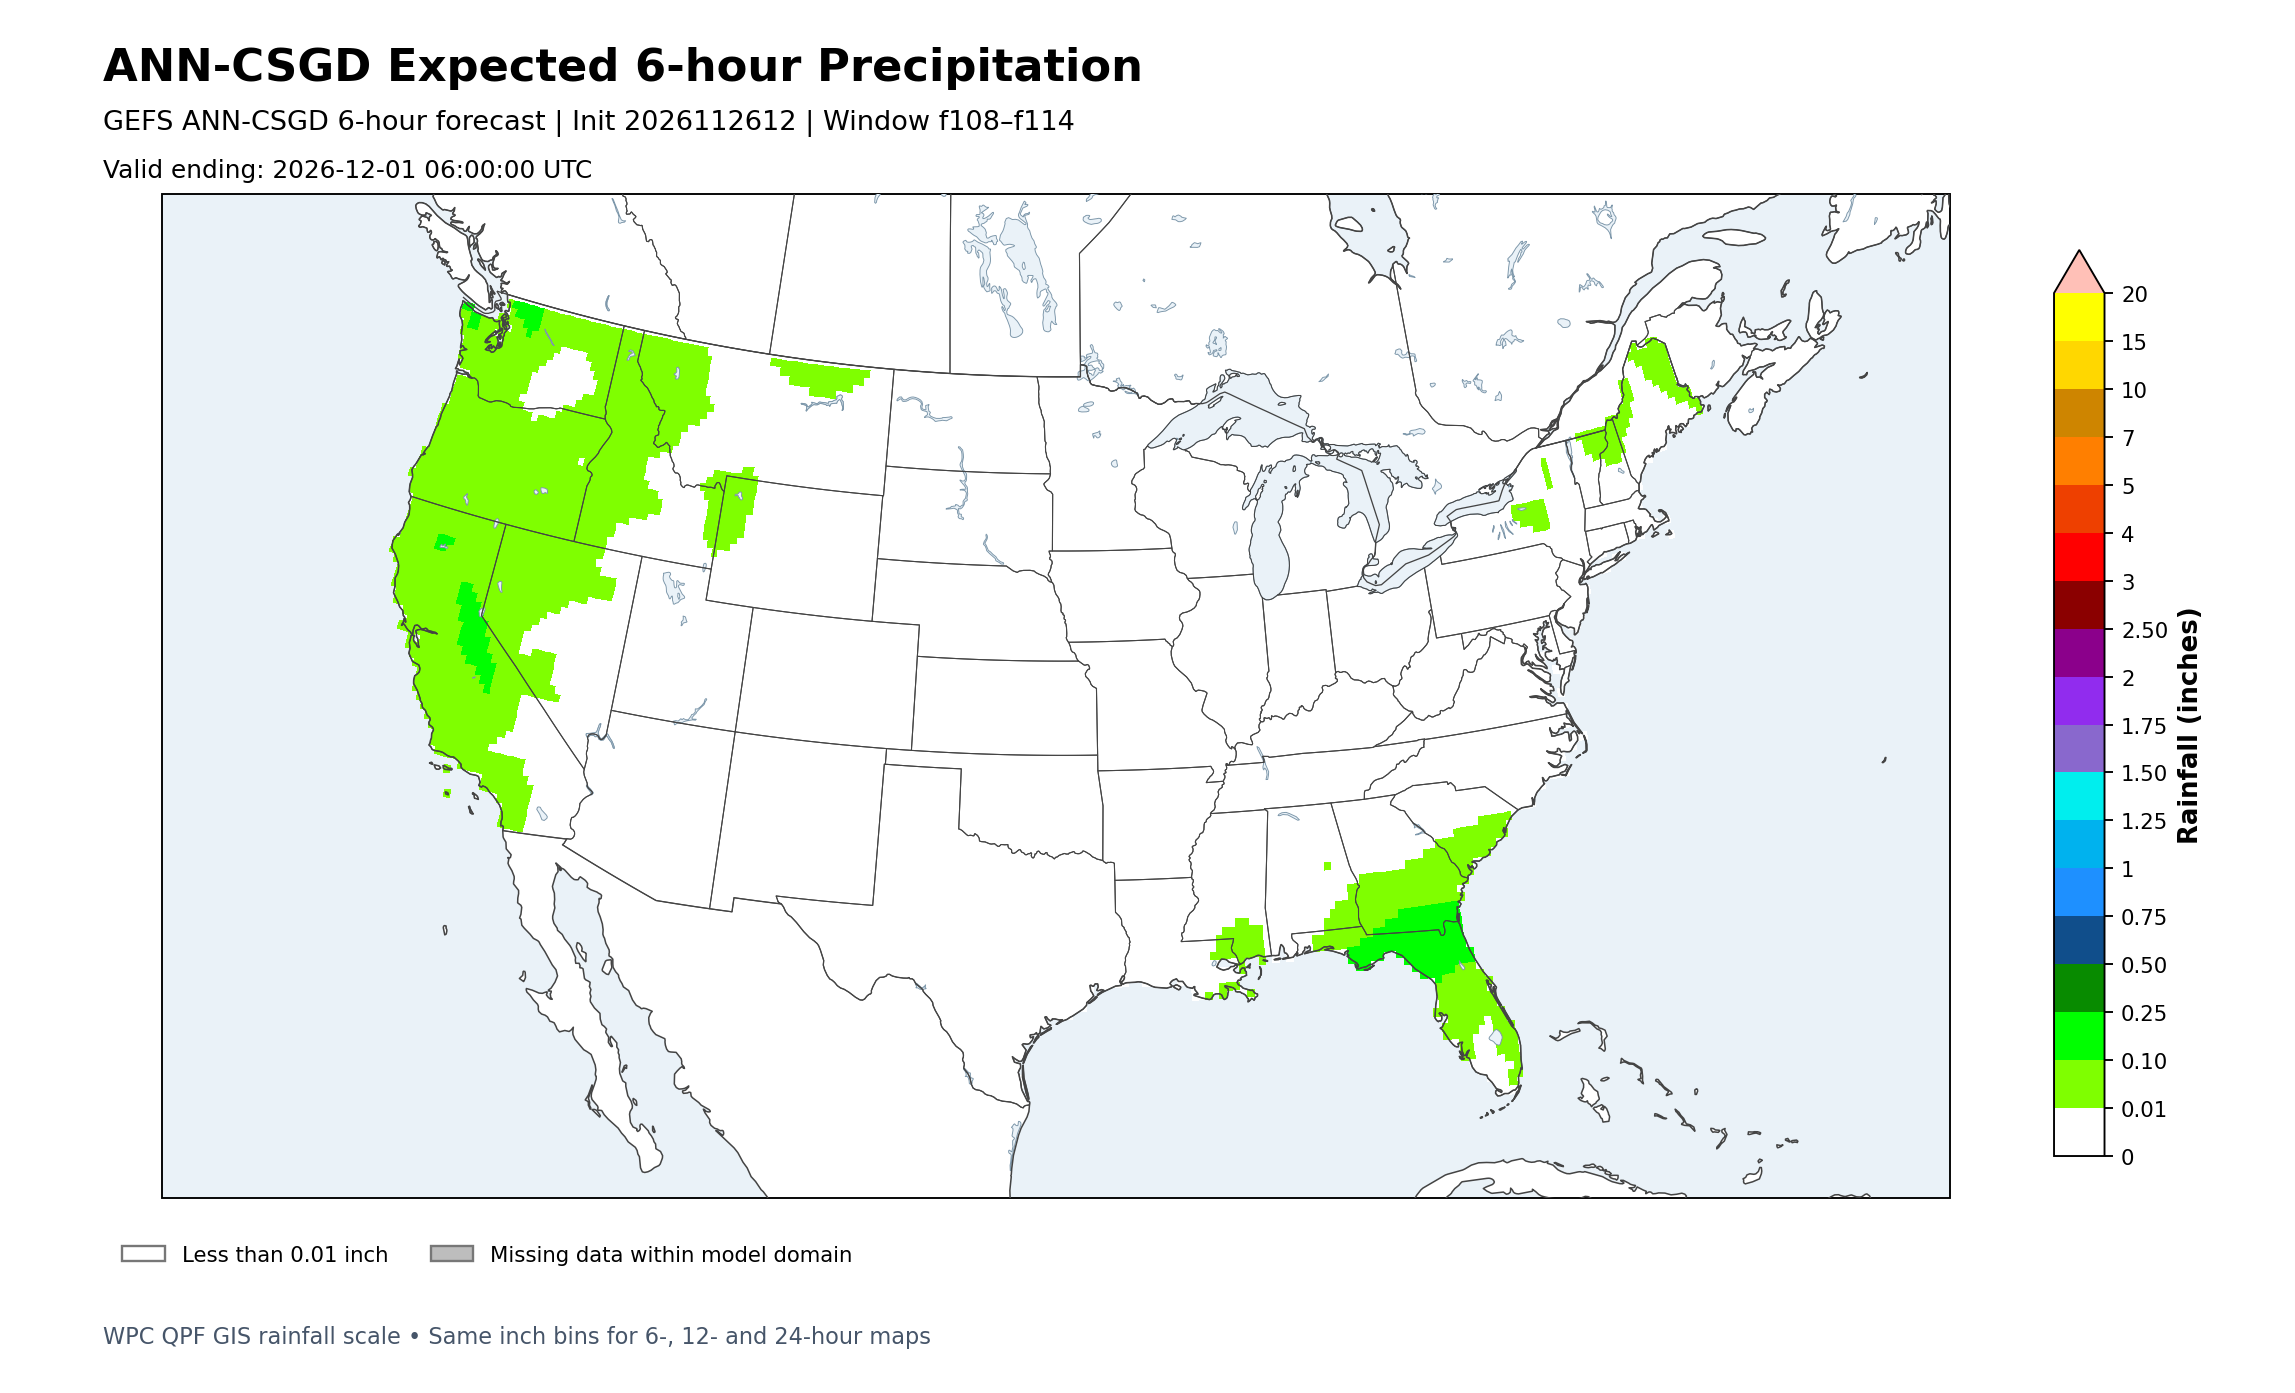 ANN-CSGD Expected 6-hour Precipitation
GEFS ANN-CSGD 6-hour forecast | Init 2026112612 | Window f108–f114
Valid ending: 2026-12-01 06:00:00 UTC
20
15
10
7
5
4
3
2.50
2
1.75
1.50
1.25
1
0.75
0.50
0.25
0.10
0.01
0
Rainfall (inches)
Less than 0.01 inch
Missing data within model domain
WPC QPF GIS rainfall scale • Same inch bins for 6-, 12- and 24-hour maps